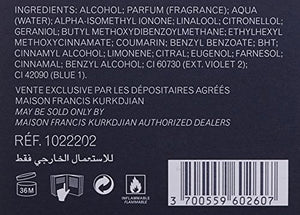 INGREDIENTS: ALCOHOL; PARFUM (FRAGRANCE); AQUA
(WATER); ALPHA-ISOMETHYL IONONE; LINALOOL; CITRONELLOL;
GERANIOL; BUTYL METHOXYDIBENZOYLMETHANE; ETHYLHEXYL
METHOXYCINNAMATE; COUMARIN; BENZYL BENZOATE; BHT;
CINNAMYL ALCOHOL; LIMONENE; CITRAL; EUGENOL; FARNESOL;
CINNAMAL; BENZYL ALCOHOL; CI 60730 (EXT. VIOLET 2);
CI 42090 (BLUE 1).
VENTE EXCLUSIVE PAR LES DÉPOSITAIRES AGRÉÉS
MAISON FRANCIS KURKDJIAN
MAY BE SOLD ONLY BY
MAISON FRANCIS KURKDJIAN AUTHORIZED DEALERS
RÉF. 1022202
للاستعمال الخارجي فقط
36M
INFLAMMABLE
FLAMMABLE
3 700559 602607